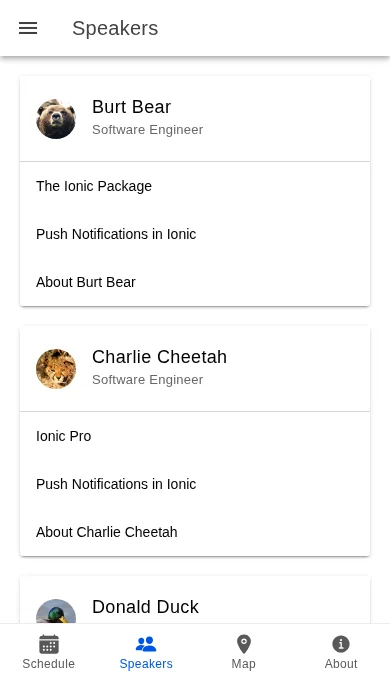 Speakers
Burt Bear
Software Engineer
The Ionic Package
Push Notifications in Ionic
About Burt Bear
Charlie Cheetah
Software Engineer
Ionic Pro
Push Notifications in Ionic
About Charlie Cheetah
Donald Duck
Schedule
Speakers
Map
About